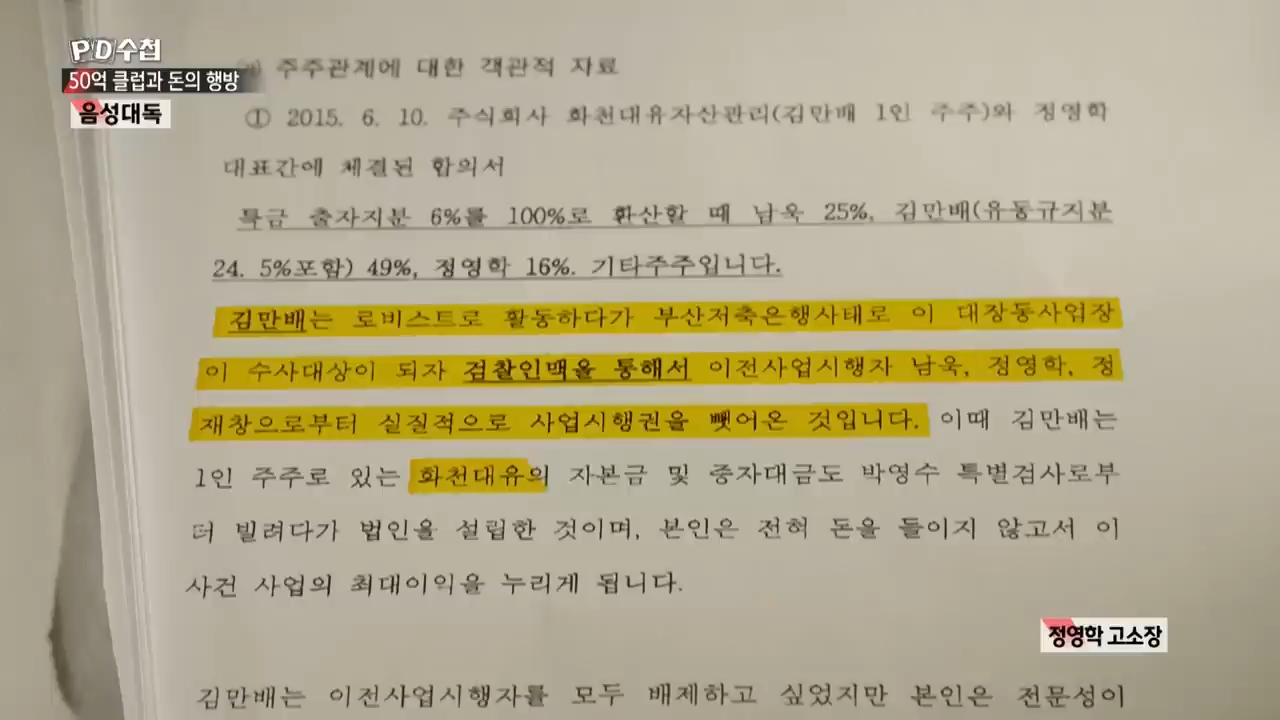 PD수첩
50억 클럽과 돈의 행방
음성대독
주주관계에 대한 객관적 자료
① 2015. 6. 10. 주식회사 화천대유자산관리(김만배 1인 주주)와 정영학
대표간에 체결된 합의서
특금 출자지분 6%를 100%로 환산할 때 남욱 25%, 김만배(유동규지분
24. 5%포함) 49%, 정영학 16%. 기타주주입니다.
김만배는 로비스트로 활동하다가 부산저축은행사태로 이 대장동사업장
이 수사대상이 되자 검찰인맥을 통해서 이전사업시행자 남욱, 정영학, 정
재창으로부터 실질적으로 사업시행권을 뺏어온 것입니다. 이때 김만배는
1인 주주로 있는 화천대유의 자본금 및 증자대금도 박영수 특별검사로부
터 빌려다가 법인을 설립한 것이며, 본인은 전혀 돈을 들이지 않고서 이
사건 사업의 최대이익을 누리게 됩니다.
정영학 고소장
김만배는 이전사업시행자를 모두 배제하고 싶었지만 본인은 전문성이